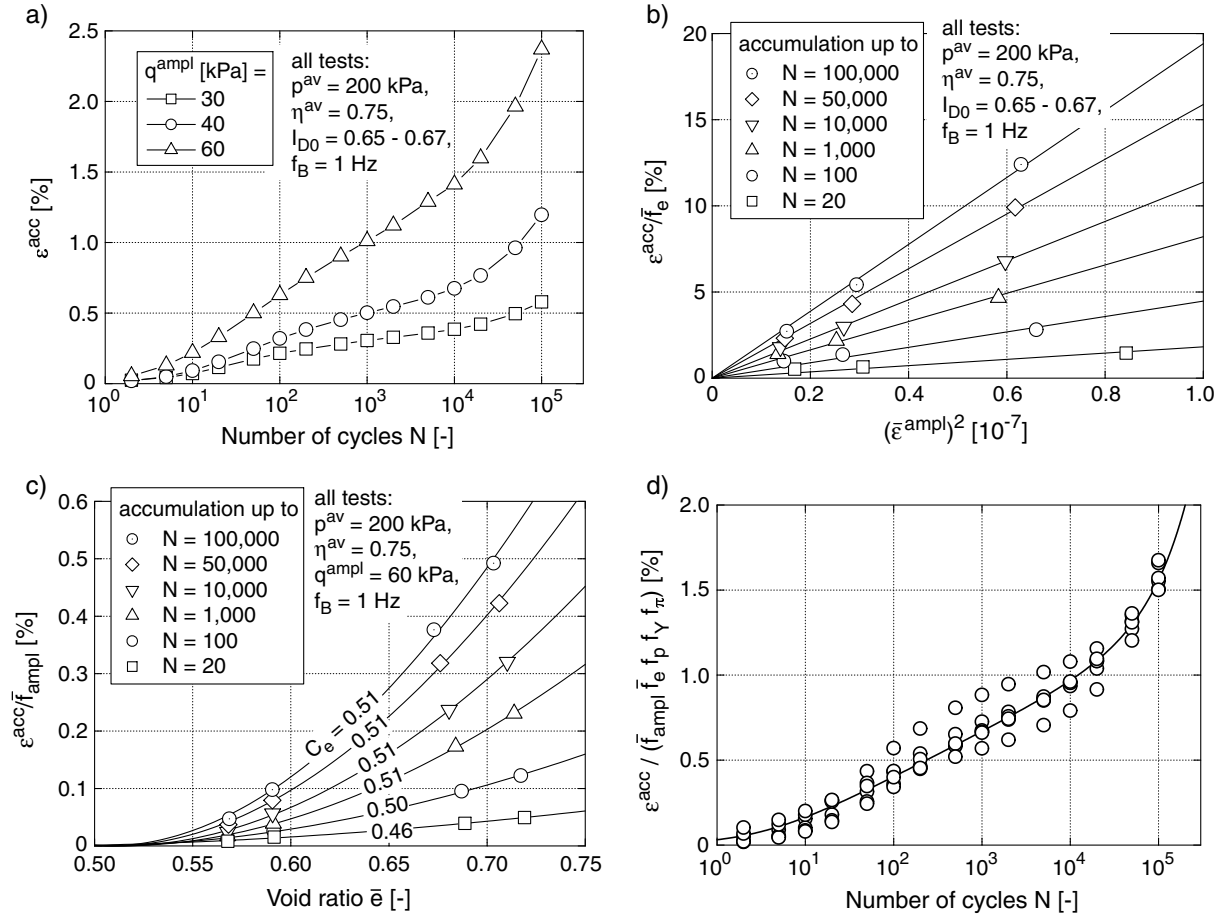 a)
2.5
2.0
1.5
1.0
0.5
0
ε^acc [%]
q^ampl [kPa] =
30
40
60
all tests:
p^av = 200 kPa,
η^av = 0.75,
I_D0 = 0.65 - 0.67,
f_B = 1 Hz
10^0 10^1 10^2 10^3 10^4 10^5
Number of cycles N [-]
b)
20
15
10
5
0
ε^acc/f̄_e [%]
accumulation up to
N = 100,000
N = 50,000
N = 10,000
N = 1,000
N = 100
N = 20
all tests:
p^av = 200 kPa,
η^av = 0.75,
I_D0 = 0.65 - 0.67,
f_B = 1 Hz
0 0.2 0.4 0.6 0.8 1.0
(ε̄^ampl)^2 [10^-7]
c)
0.6
0.5
0.4
0.3
0.2
0.1
0
ε^acc/f̄_ampl [%]
accumulation up to
N = 100,000
N = 50,000
N = 10,000
N = 1,000
N = 100
N = 20
all tests:
p^av = 200 kPa,
η^av = 0.75,
q^ampl = 60 kPa,
f_B = 1 Hz
C_e = 0.51
0.51
0.51
0.51
0.50
0.46
0.50 0.55 0.60 0.65 0.70 0.75
Void ratio ē [-]
d)
2.0
1.5
1.0
0.5
0
ε^acc / (f̄_ampl f̄_e f_p f_Y f_π) [%]
10^0 10^1 10^2 10^3 10^4 10^5
Number of cycles N [-]